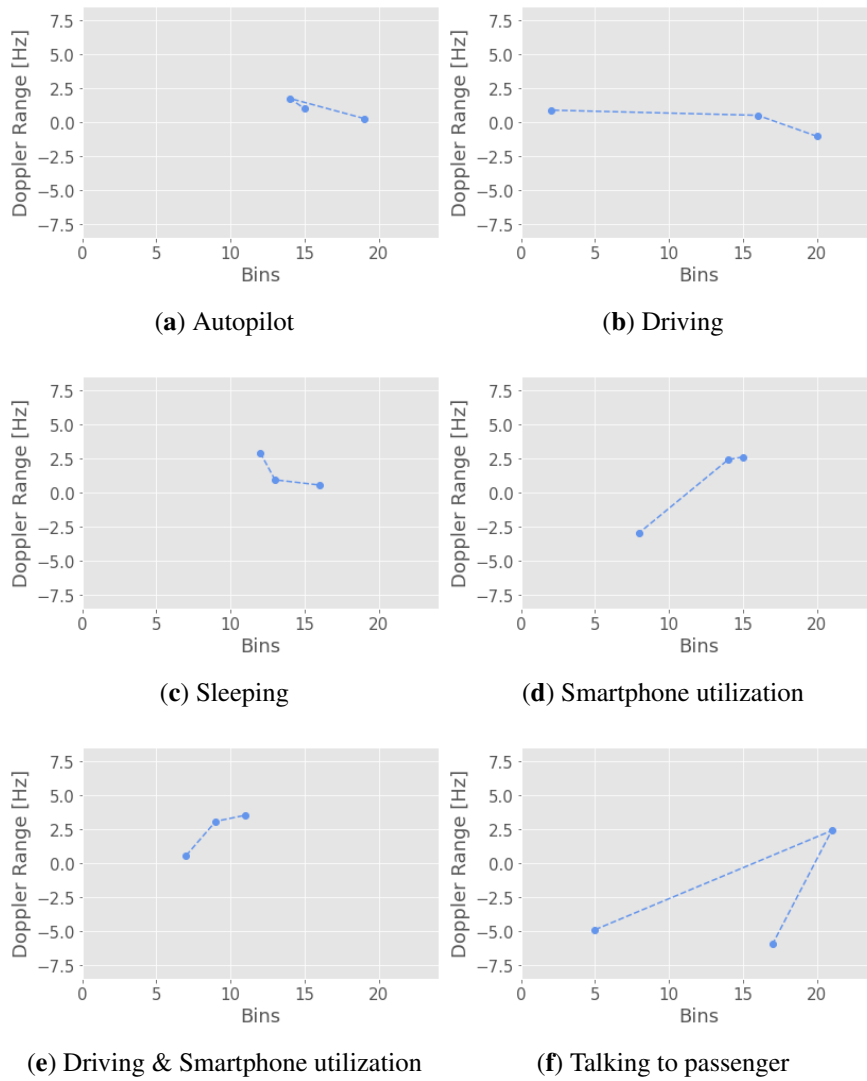 7.5
5.0
2.5
0.0
−2.5
−5.0
−7.5
Doppler Range [Hz]
0 5 10 15 20
Bins
(a) Autopilot
7.5
5.0
2.5
0.0
−2.5
−5.0
−7.5
Doppler Range [Hz]
0 5 10 15 20
Bins
(b) Driving
7.5
5.0
2.5
0.0
−2.5
−5.0
−7.5
Doppler Range [Hz]
0 5 10 15 20
Bins
(c) Sleeping
7.5
5.0
2.5
0.0
−2.5
−5.0
−7.5
Doppler Range [Hz]
0 5 10 15 20
Bins
(d) Smartphone utilization
7.5
5.0
2.5
0.0
−2.5
−5.0
−7.5
Doppler Range [Hz]
0 5 10 15 20
Bins
(e) Driving & Smartphone utilization
7.5
5.0
2.5
0.0
−2.5
−5.0
−7.5
Doppler Range [Hz]
0 5 10 15 20
Bins
(f) Talking to passenger